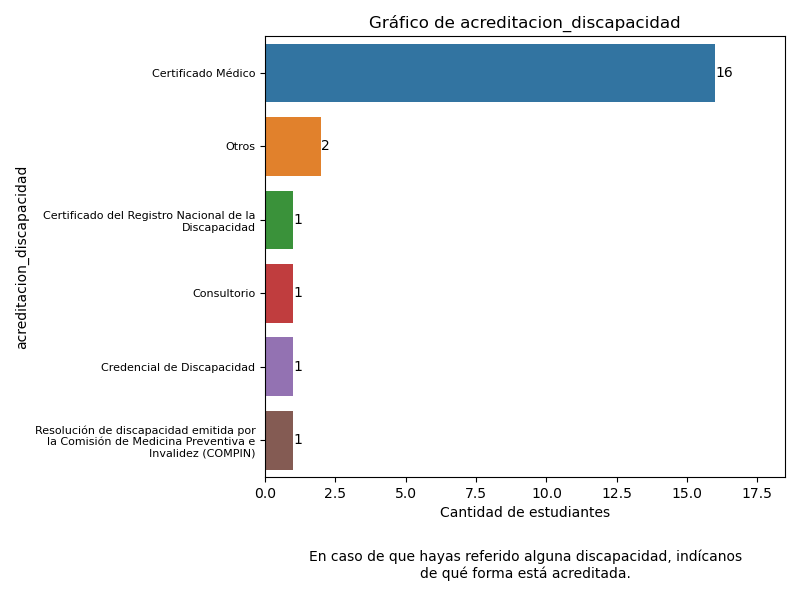 Gráfico de acreditacion_discapacidad
acreditacion_discapacidad
Certificado Médico
16
Otros
2
Certificado del Registro Nacional de la
Discapacidad
1
Consultorio
1
Credencial de Discapacidad
1
Resolución de discapacidad emitida por
la Comisión de Medicina Preventiva e
Invalidez (COMPIN)
1
0.0 2.5 5.0 7.5 10.0 12.5 15.0 17.5
Cantidad de estudiantes
En caso de que hayas referido alguna discapacidad, indícanos
de qué forma está acreditada.